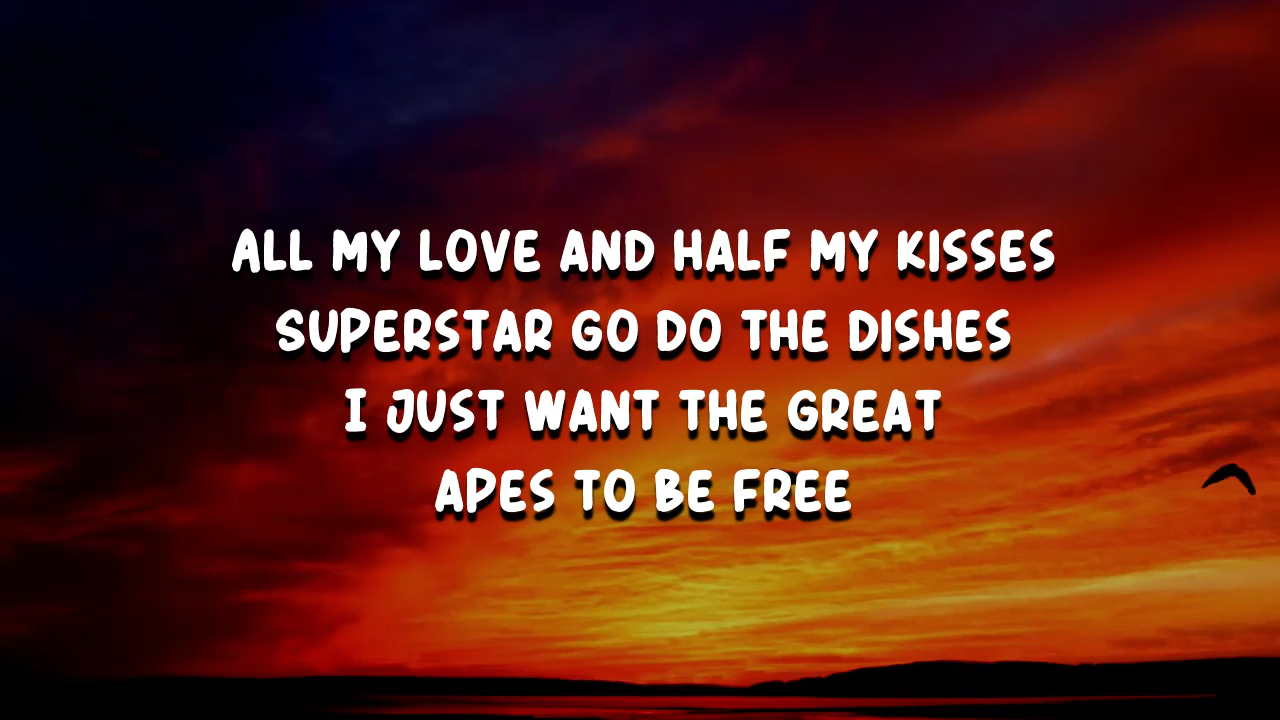 ALL MY LOVE AND HALF MY KISSES
SUPERSTAR GO DO THE DISHES
I JUST WANT THE GREAT
APES TO BE FREE